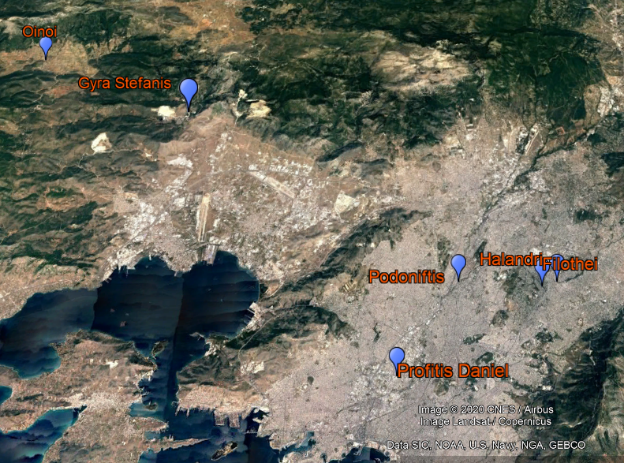 Oinoi
Gyra Stefanis
Halandri
Filothei
Podoniftis
Profitis Daniel
Image © 2020 CNES / Airbus
Image Landsat / Copernicus
Data SIO, NOAA, U.S. Navy, NGA, GEBCO